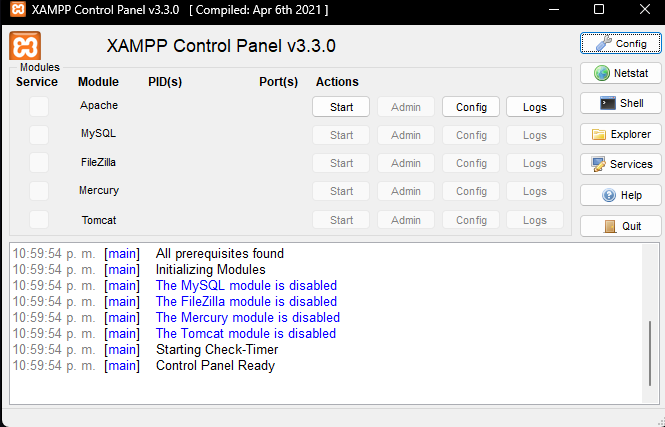 XAMPP Control Panel v3.3.0 [ Compiled: Apr 6th 2021 ]
XAMPP Control Panel v3.3.0
Config
Modules
Service Module PID(s) Port(s) Actions
Netstat
Apache Start Admin Config Logs
Shell
MySQL Start Admin Config Logs
Explorer
FileZilla Start Admin Config Logs
Services
Mercury Start Admin Config Logs
Help
Tomcat Start Admin Config Logs
Quit
10:59:54 p. m. [main] All prerequisites found
10:59:54 p. m. [main] Initializing Modules
10:59:54 p. m. [main] The MySQL module is disabled
10:59:54 p. m. [main] The FileZilla module is disabled
10:59:54 p. m. [main] The Mercury module is disabled
10:59:54 p. m. [main] The Tomcat module is disabled
10:59:54 p. m. [main] Starting Check-Timer
10:59:54 p. m. [main] Control Panel Ready